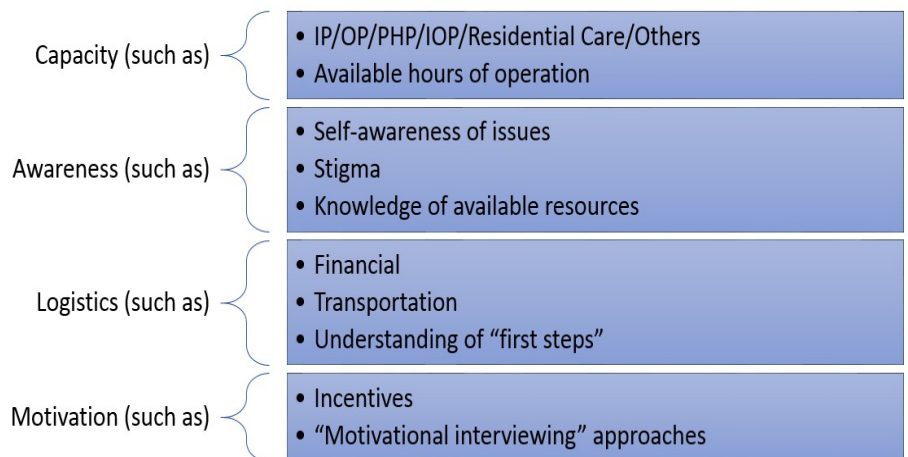 Capacity (such as)
• IP/OP/PHP/IOP/Residential Care/Others
• Available hours of operation
Awareness (such as)
• Self-awareness of issues
• Stigma
• Knowledge of available resources
Logistics (such as)
• Financial
• Transportation
• Understanding of “first steps”
Motivation (such as)
• Incentives
• “Motivational interviewing” approaches